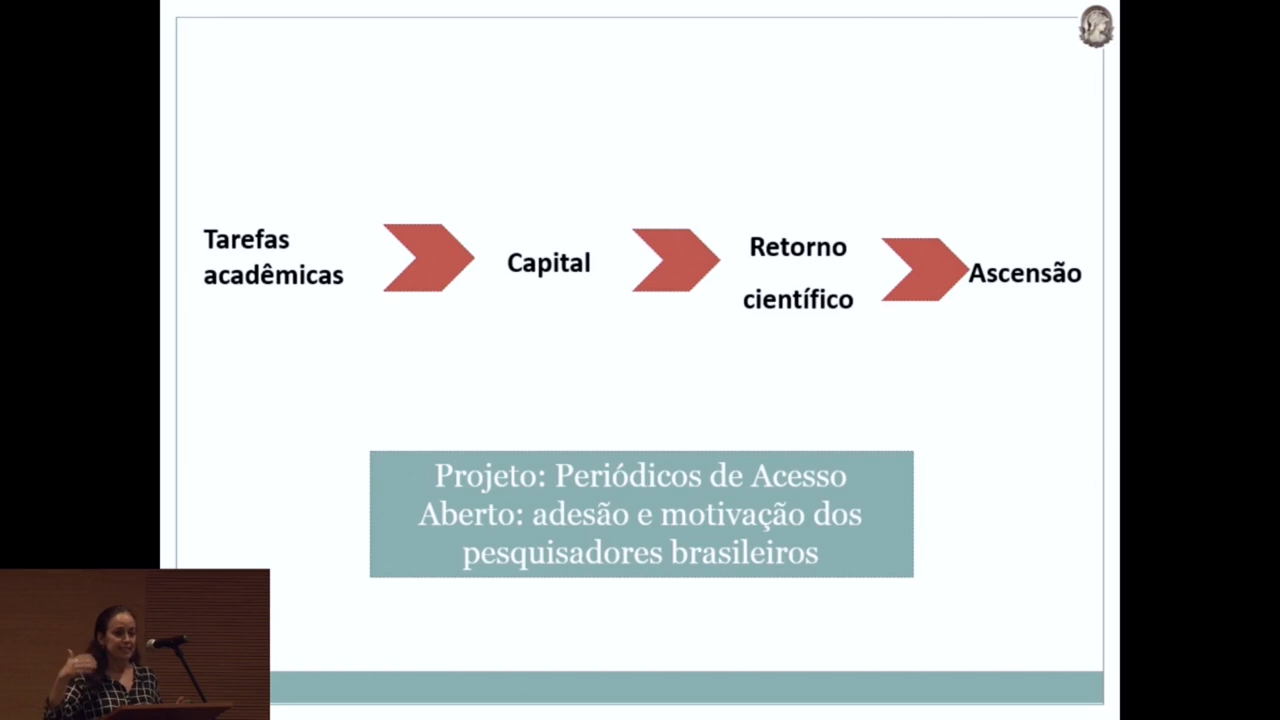 Tarefas
acadêmicas
Capital
Retorno
científico
Ascensão
Projeto: Periódicos de Acesso
Aberto: adesão e motivação dos
pesquisadores brasileiros